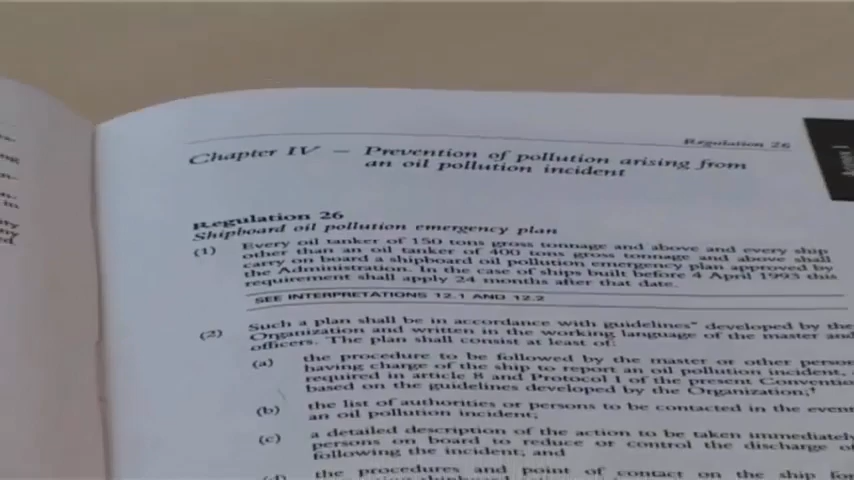 Regulation 26
Annex I
Chapter IV – Prevention of pollution arising from
an oil pollution incident
Regulation 26
Shipboard oil pollution emergency plan
(1) Every oil tanker of 150 tons gross tonnage and above and every ship
other than an oil tanker of 400 tons gross tonnage and above shall
carry on board a shipboard oil pollution emergency plan approved by
the Administration. In the case of ships built before 4 April 1993 this
requirement shall apply 24 months after that date.
SEE INTERPRETATIONS 12.1 AND 12.2
(2) Such a plan shall be in accordance with guidelines* developed by the
Organization and written in the working language of the master and
officers. The plan shall consist at least of:
(a) the procedure to be followed by the master or other
having charge of the ship to report an oil pollution incident,
required in article 8 and Protocol I of the present
based on the guidelines developed by the Organization;†
(b) the list of authorities or persons to be contacted in the
an oil pollution incident;
(c) a detailed description of the action to be taken immediately
persons on board to reduce or control the discharge of
following the incident; and
the procedures and point of contact on the ship for